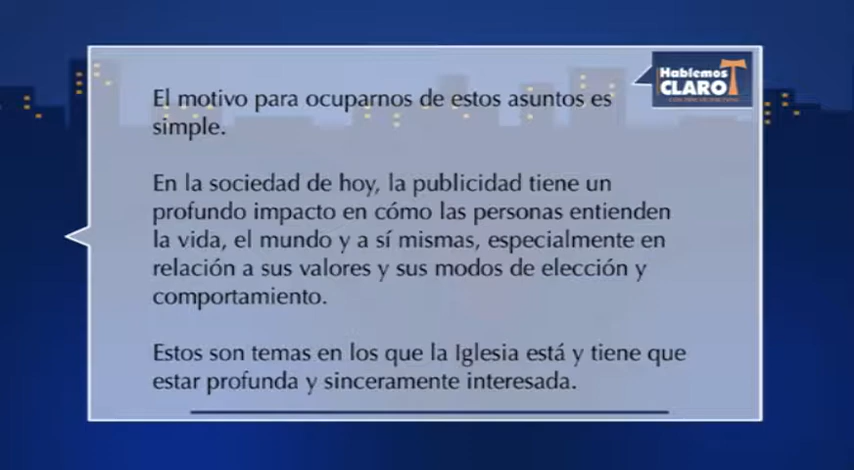 Hablemos
CLARO
El motivo para ocuparnos de estos asuntos es
simple.
En la sociedad de hoy, la publicidad tiene un
profundo impacto en cómo las personas entienden
la vida, el mundo y a sí mismas, especialmente en
relación a sus valores y sus modos de elección y
comportamiento.
Estos son temas en los que la Iglesia está y tiene que
estar profunda y sinceramente interesada.